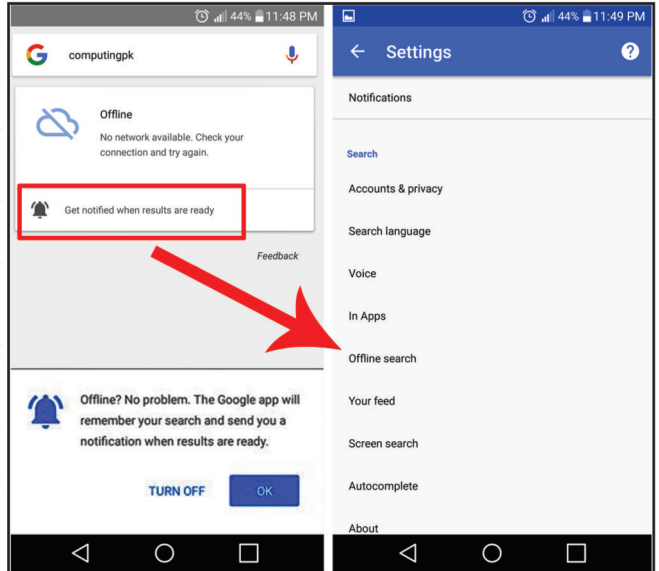 44% 11:48 PM
G computingpk
Offline
No network available. Check your
connection and try again.
Get notified when results are ready
Feedback
Offline? No problem. The Google app will
remember your search and send you a
notification when results are ready.
TURN OFF OK
44% 11:49 PM
Settings ?
Notifications
Search
Accounts & privacy
Search language
Voice
In Apps
Offline search
Your feed
Screen search
Autocomplete
About